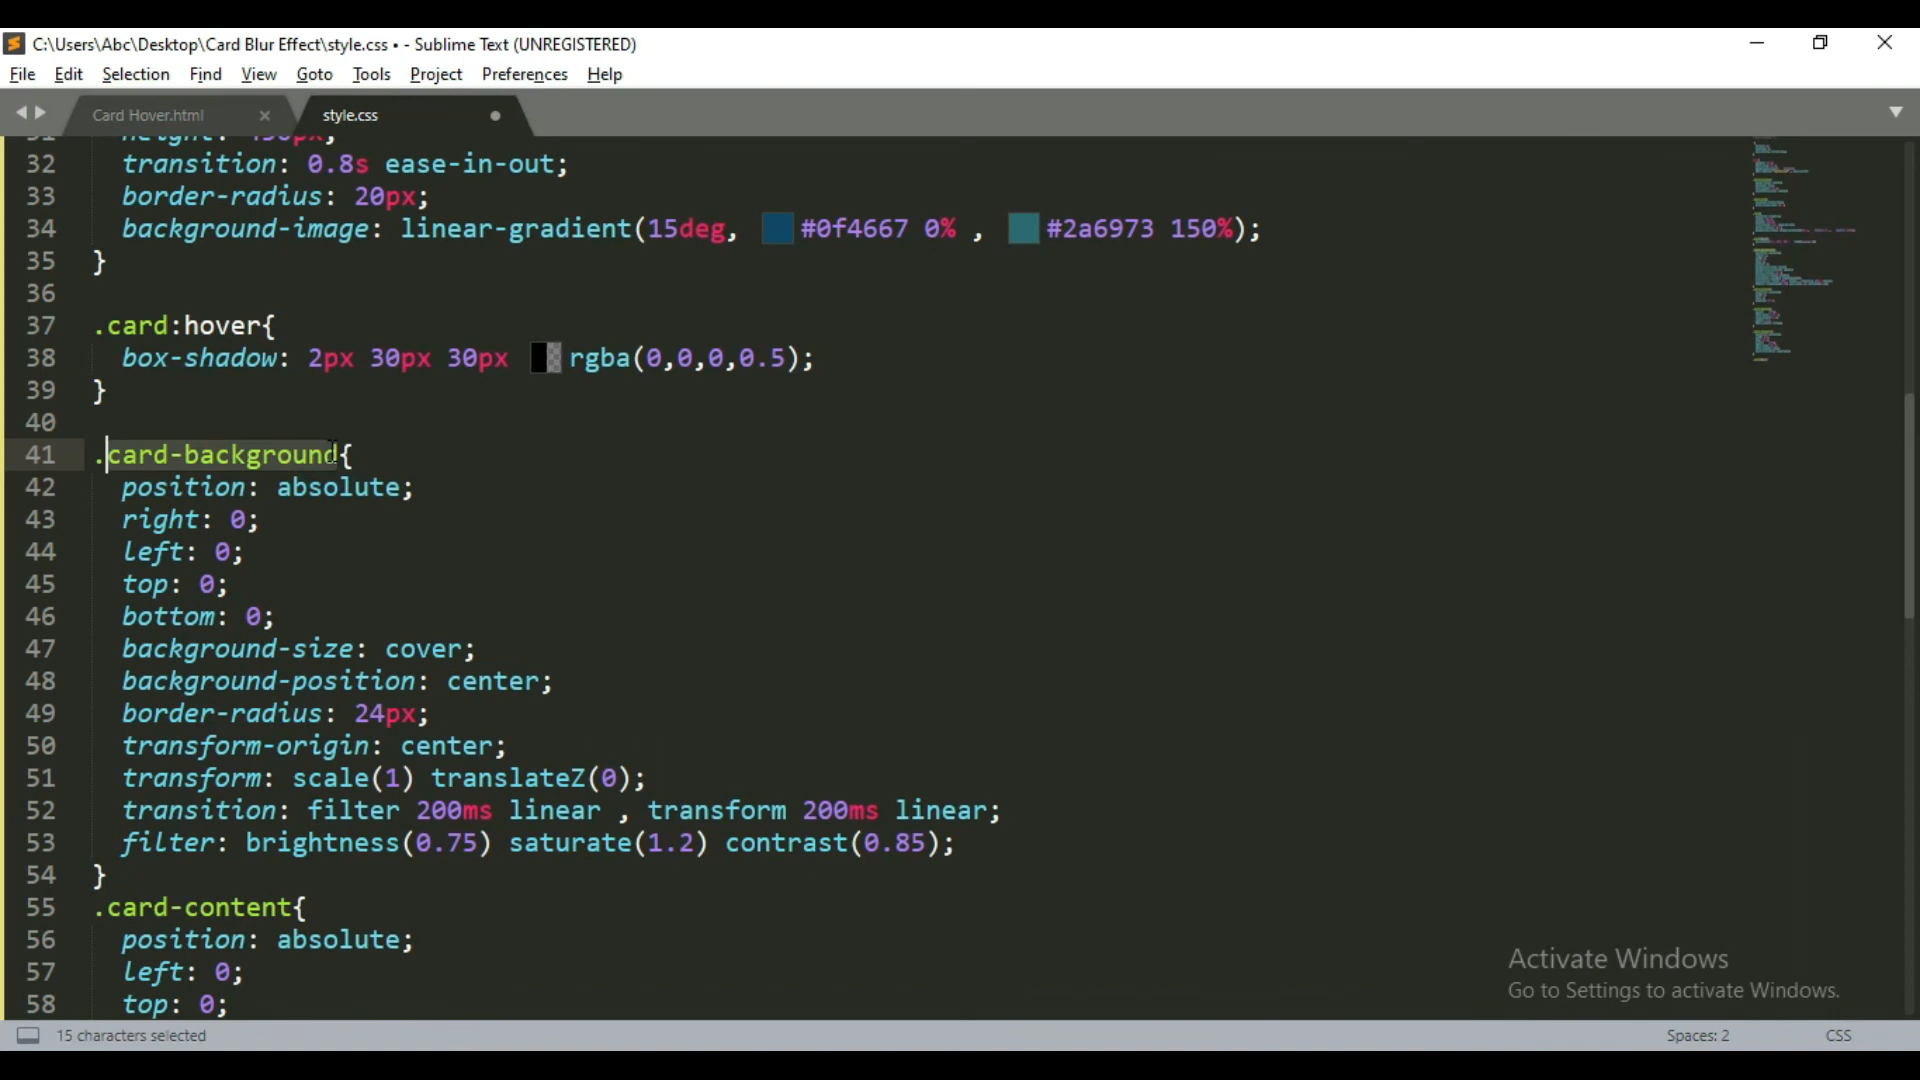 C:\Users\Abc\Desktop\Card Blur Effect\style.css • - Sublime Text (UNREGISTERED)
File Edit Selection Find View Goto Tools Project Preferences Help
Card Hover.html × style.css
32 transition: 0.8s ease-in-out;
33 border-radius: 20px;
34 background-image: linear-gradient(15deg, #0f4667 0% , #2a6973 150%);
35 }
36
37 .card:hover{
38 box-shadow: 2px 30px 30px rgba(0,0,0,0.5);
39 }
40
41 .card-background{
42 position: absolute;
43 right: 0;
44 left: 0;
45 top: 0;
46 bottom: 0;
47 background-size: cover;
48 background-position: center;
49 border-radius: 24px;
50 transform-origin: center;
51 transform: scale(1) translateZ(0);
52 transition: filter 200ms linear , transform 200ms linear;
53 filter: brightness(0.75) saturate(1.2) contrast(0.85);
54 }
55 .card-content{
56 position: absolute;
57 left: 0;
58 top: 0;
Activate Windows
Go to Settings to activate Windows.
15 characters selected Spaces: 2 CSS